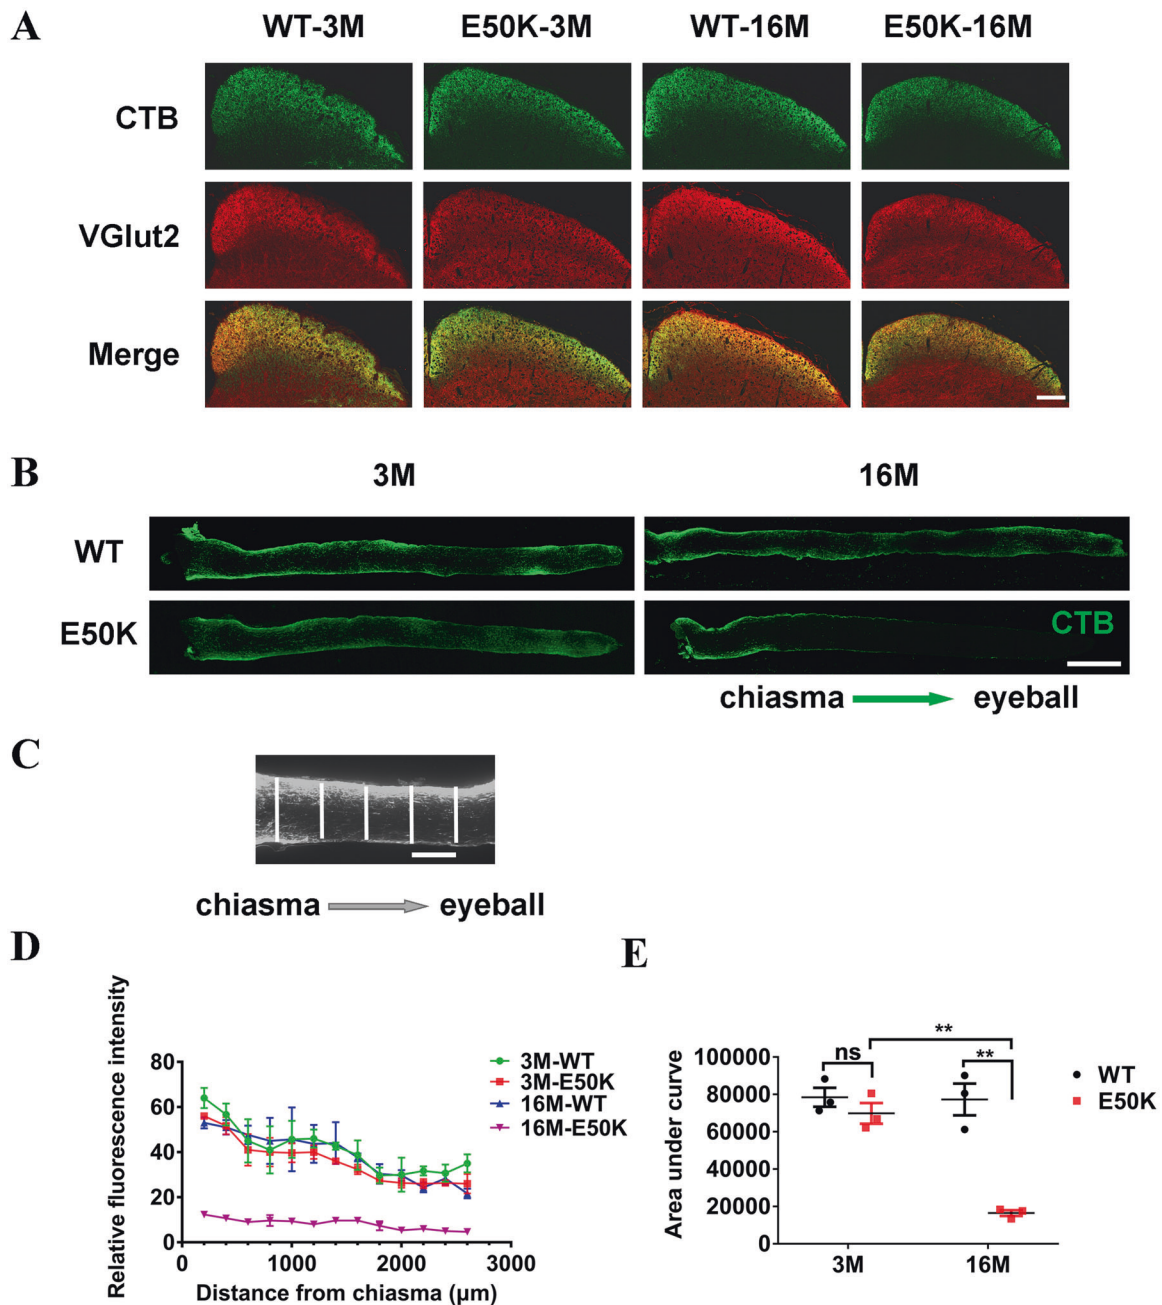 A
WT-3M E50K-3M WT-16M E50K-16M
CTB
VGlut2
Merge
B
3M 16M
WT
E50K
CTB
chiasma eyeball
C
chiasma eyeball
D
Relative fluorescence intensity
80
60
40
20
0
0 1000 2000 3000
Distance from chiasma (μm)
3M-WT
3M-E50K
16M-WT
16M-E50K
E
Area under curve
100000
80000
60000
40000
20000
0
ns
**
**
3M 16M
WT
E50K